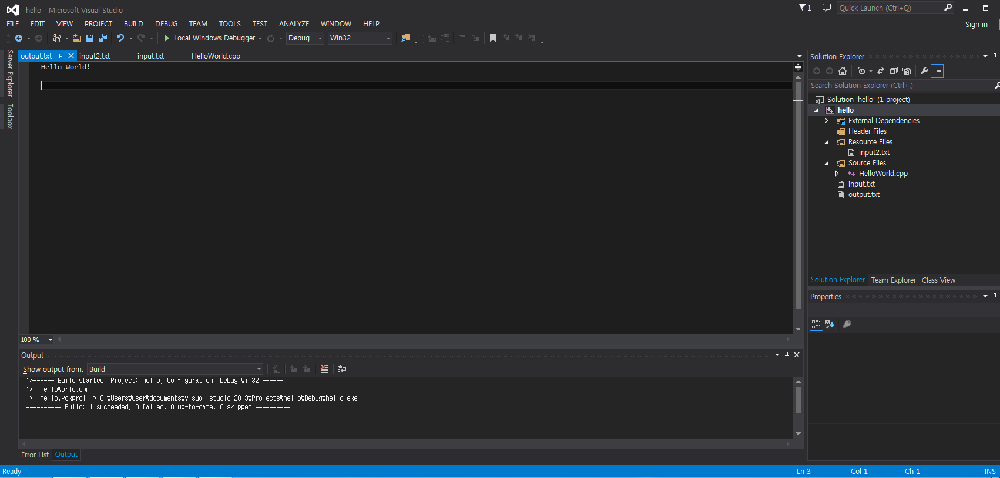 hello - Microsoft Visual Studio
1
Quick Launch (Ctrl+Q)
FILE EDIT VIEW PROJECT BUILD DEBUG TEAM TOOLS TEST ANALYZE WINDOW HELP
Sign in
Local Windows Debugger Debug Win32
Server Explorer
Toolbox
output.txt input2.txt input.txt HelloWorld.cpp
Hello World!
100 %
Output
Show output from: Build
1>------ Build started: Project: hello, Configuration: Debug Win32 ------
1>  HelloWorld.cpp
1>  hello.vcxproj -> C:₩Users₩user₩documents₩visual studio 2013₩Projects₩hello₩Debug₩hello.exe
========== Build: 1 succeeded, 0 failed, 0 up-to-date, 0 skipped ==========
Error List Output
Solution Explorer
Search Solution Explorer (Ctrl+;)
Solution 'hello' (1 project)
hello
External Dependencies
Header Files
Resource Files
input2.txt
Source Files
HelloWorld.cpp
input.txt
output.txt
Solution Explorer Team Explorer Class View
Properties
Ready Ln 3 Col 1 Ch 1 INS